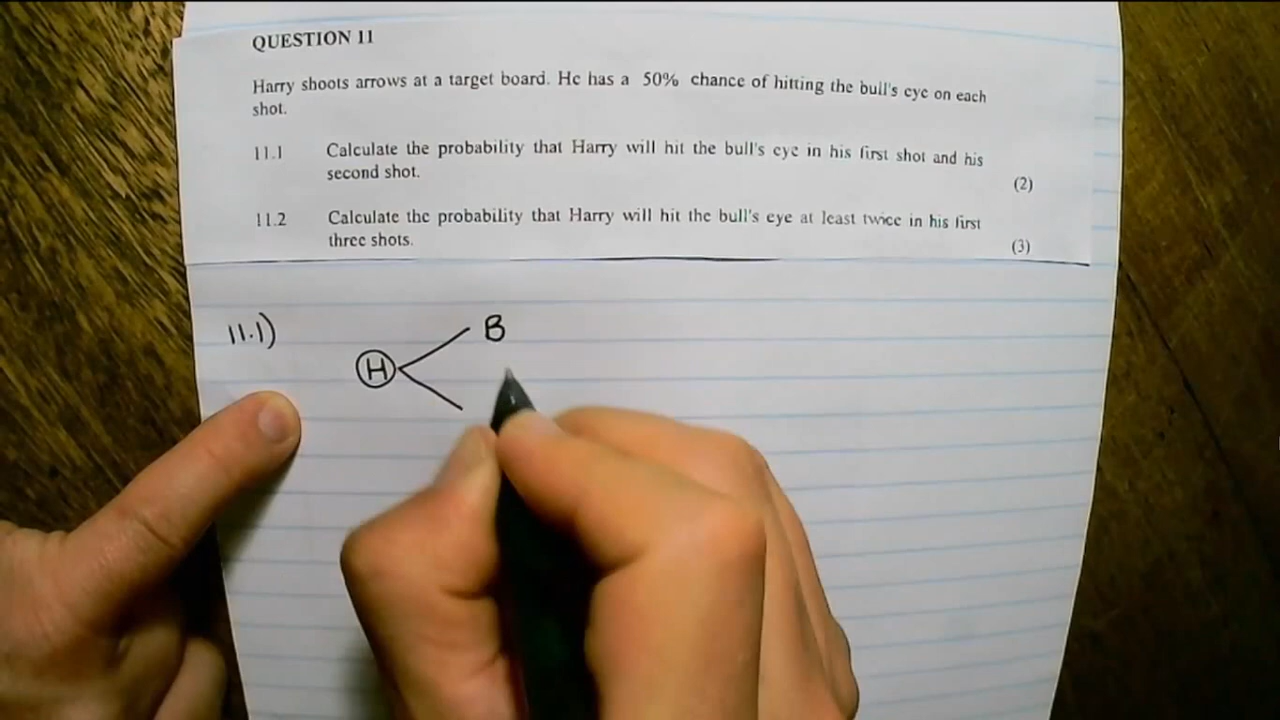 QUESTION 11
Harry shoots arrows at a target board. He has a 50% chance of hitting the bull's eye on each
shot.
11.1 Calculate the probability that Harry will hit the bull's eye in his first shot and his
second shot.
(2)
11.2 Calculate the probability that Harry will hit the bull's eye at least twice in his first
three shots.
(3)
11.1)
B
H